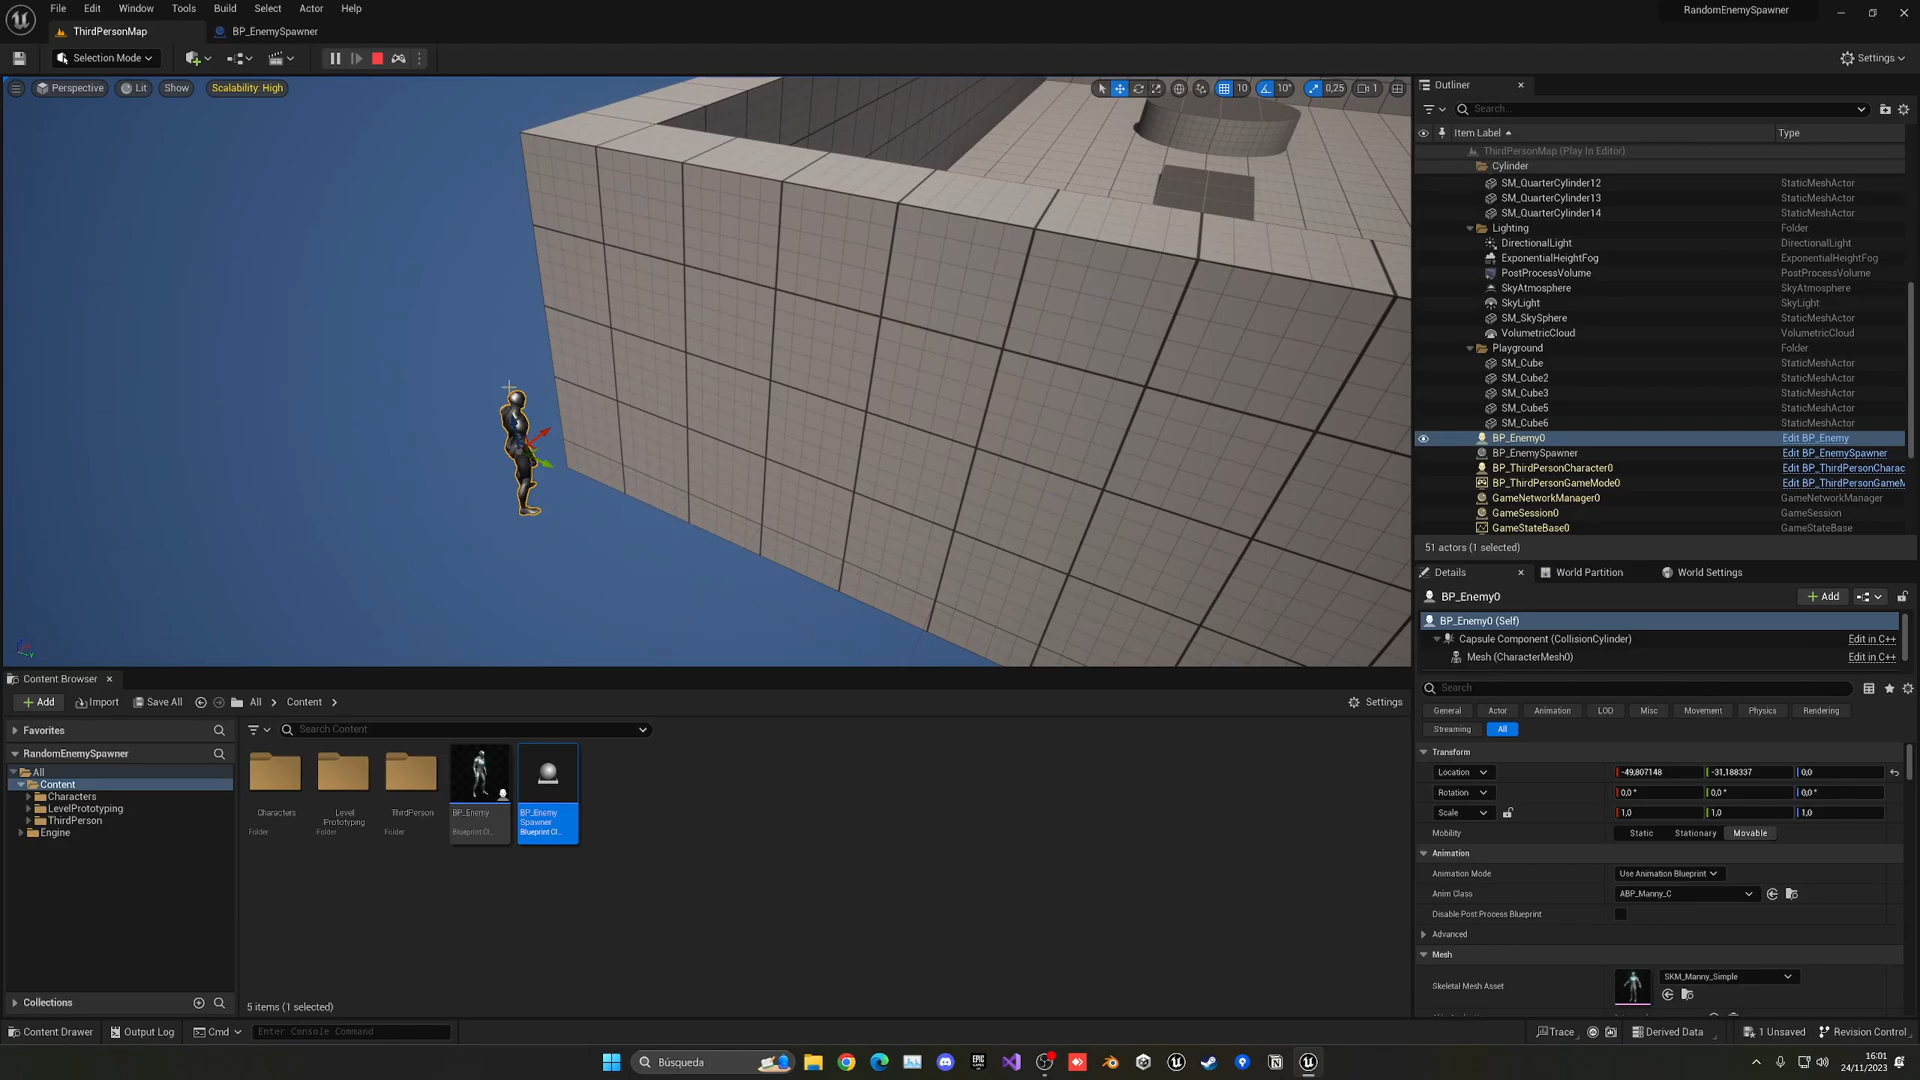 File Edit Window Tools Build Select Actor Help
RandomEnemySpawner
ThirdPersonMap
BP_EnemySpawner
Selection Mode
Settings
Perspective Lit Show Scalability: High
10 10° 0,25 1
Outliner
Search...
Item Label Type
ThirdPersonMap (Play In Editor)
Cylinder
SM_QuarterCylinder12 StaticMeshActor
SM_QuarterCylinder13 StaticMeshActor
SM_QuarterCylinder14 StaticMeshActor
Lighting Folder
DirectionalLight DirectionalLight
ExponentialHeightFog ExponentialHeightFog
PostProcessVolume PostProcessVolume
SkyAtmosphere SkyAtmosphere
SkyLight SkyLight
SM_SkySphere StaticMeshActor
VolumetricCloud VolumetricCloud
Playground Folder
SM_Cube StaticMeshActor
SM_Cube2 StaticMeshActor
SM_Cube3 StaticMeshActor
SM_Cube5 StaticMeshActor
SM_Cube6 StaticMeshActor
BP_Enemy0 Edit BP_Enemy
BP_EnemySpawner Edit BP_EnemySpawner
BP_ThirdPersonCharacter0 Edit BP_ThirdPersonCharac
BP_ThirdPersonGameMode0 Edit BP_ThirdPersonGameM
GameNetworkManager0 GameNetworkManager
GameSession0 GameSession
GameStateBase0 GameStateBase
51 actors (1 selected)
Details World Partition World Settings
BP_Enemy0
Add
BP_Enemy0 (Self)
Capsule Component (CollisionCylinder) Edit in C++
Mesh (CharacterMesh0) Edit in C++
Search
General Actor Animation LOD Misc Movement Physics Rendering
Streaming All
Transform
Location -49,807148 -31,188337 0,0
Rotation 0,0° 0,0° 0,0°
Scale 1,0 1,0 1,0
Mobility Static Stationary Movable
Animation
Animation Mode Use Animation Blueprint
Anim Class ABP_Manny_C
Disable Post Process Blueprint
Advanced
Mesh
Skeletal Mesh Asset SKM_Manny_Simple
Content Browser
Add Import Save All All Content
Settings
Favorites
RandomEnemySpawner
All
Content
Characters
LevelPrototyping
ThirdPerson
Engine
Collections
Search Content
Characters
Folder
Level
Prototyping
Folder
ThirdPerson
Folder
BP_Enemy
Blueprint Cl...
BP_Enemy
Spawner
Blueprint Cl...
5 items (1 selected)
Content Drawer Output Log Cmd Enter Console Command
Trace Derived Data 1 Unsaved Revision Control
Búsqueda
EPIC
16:01
24/11/2023